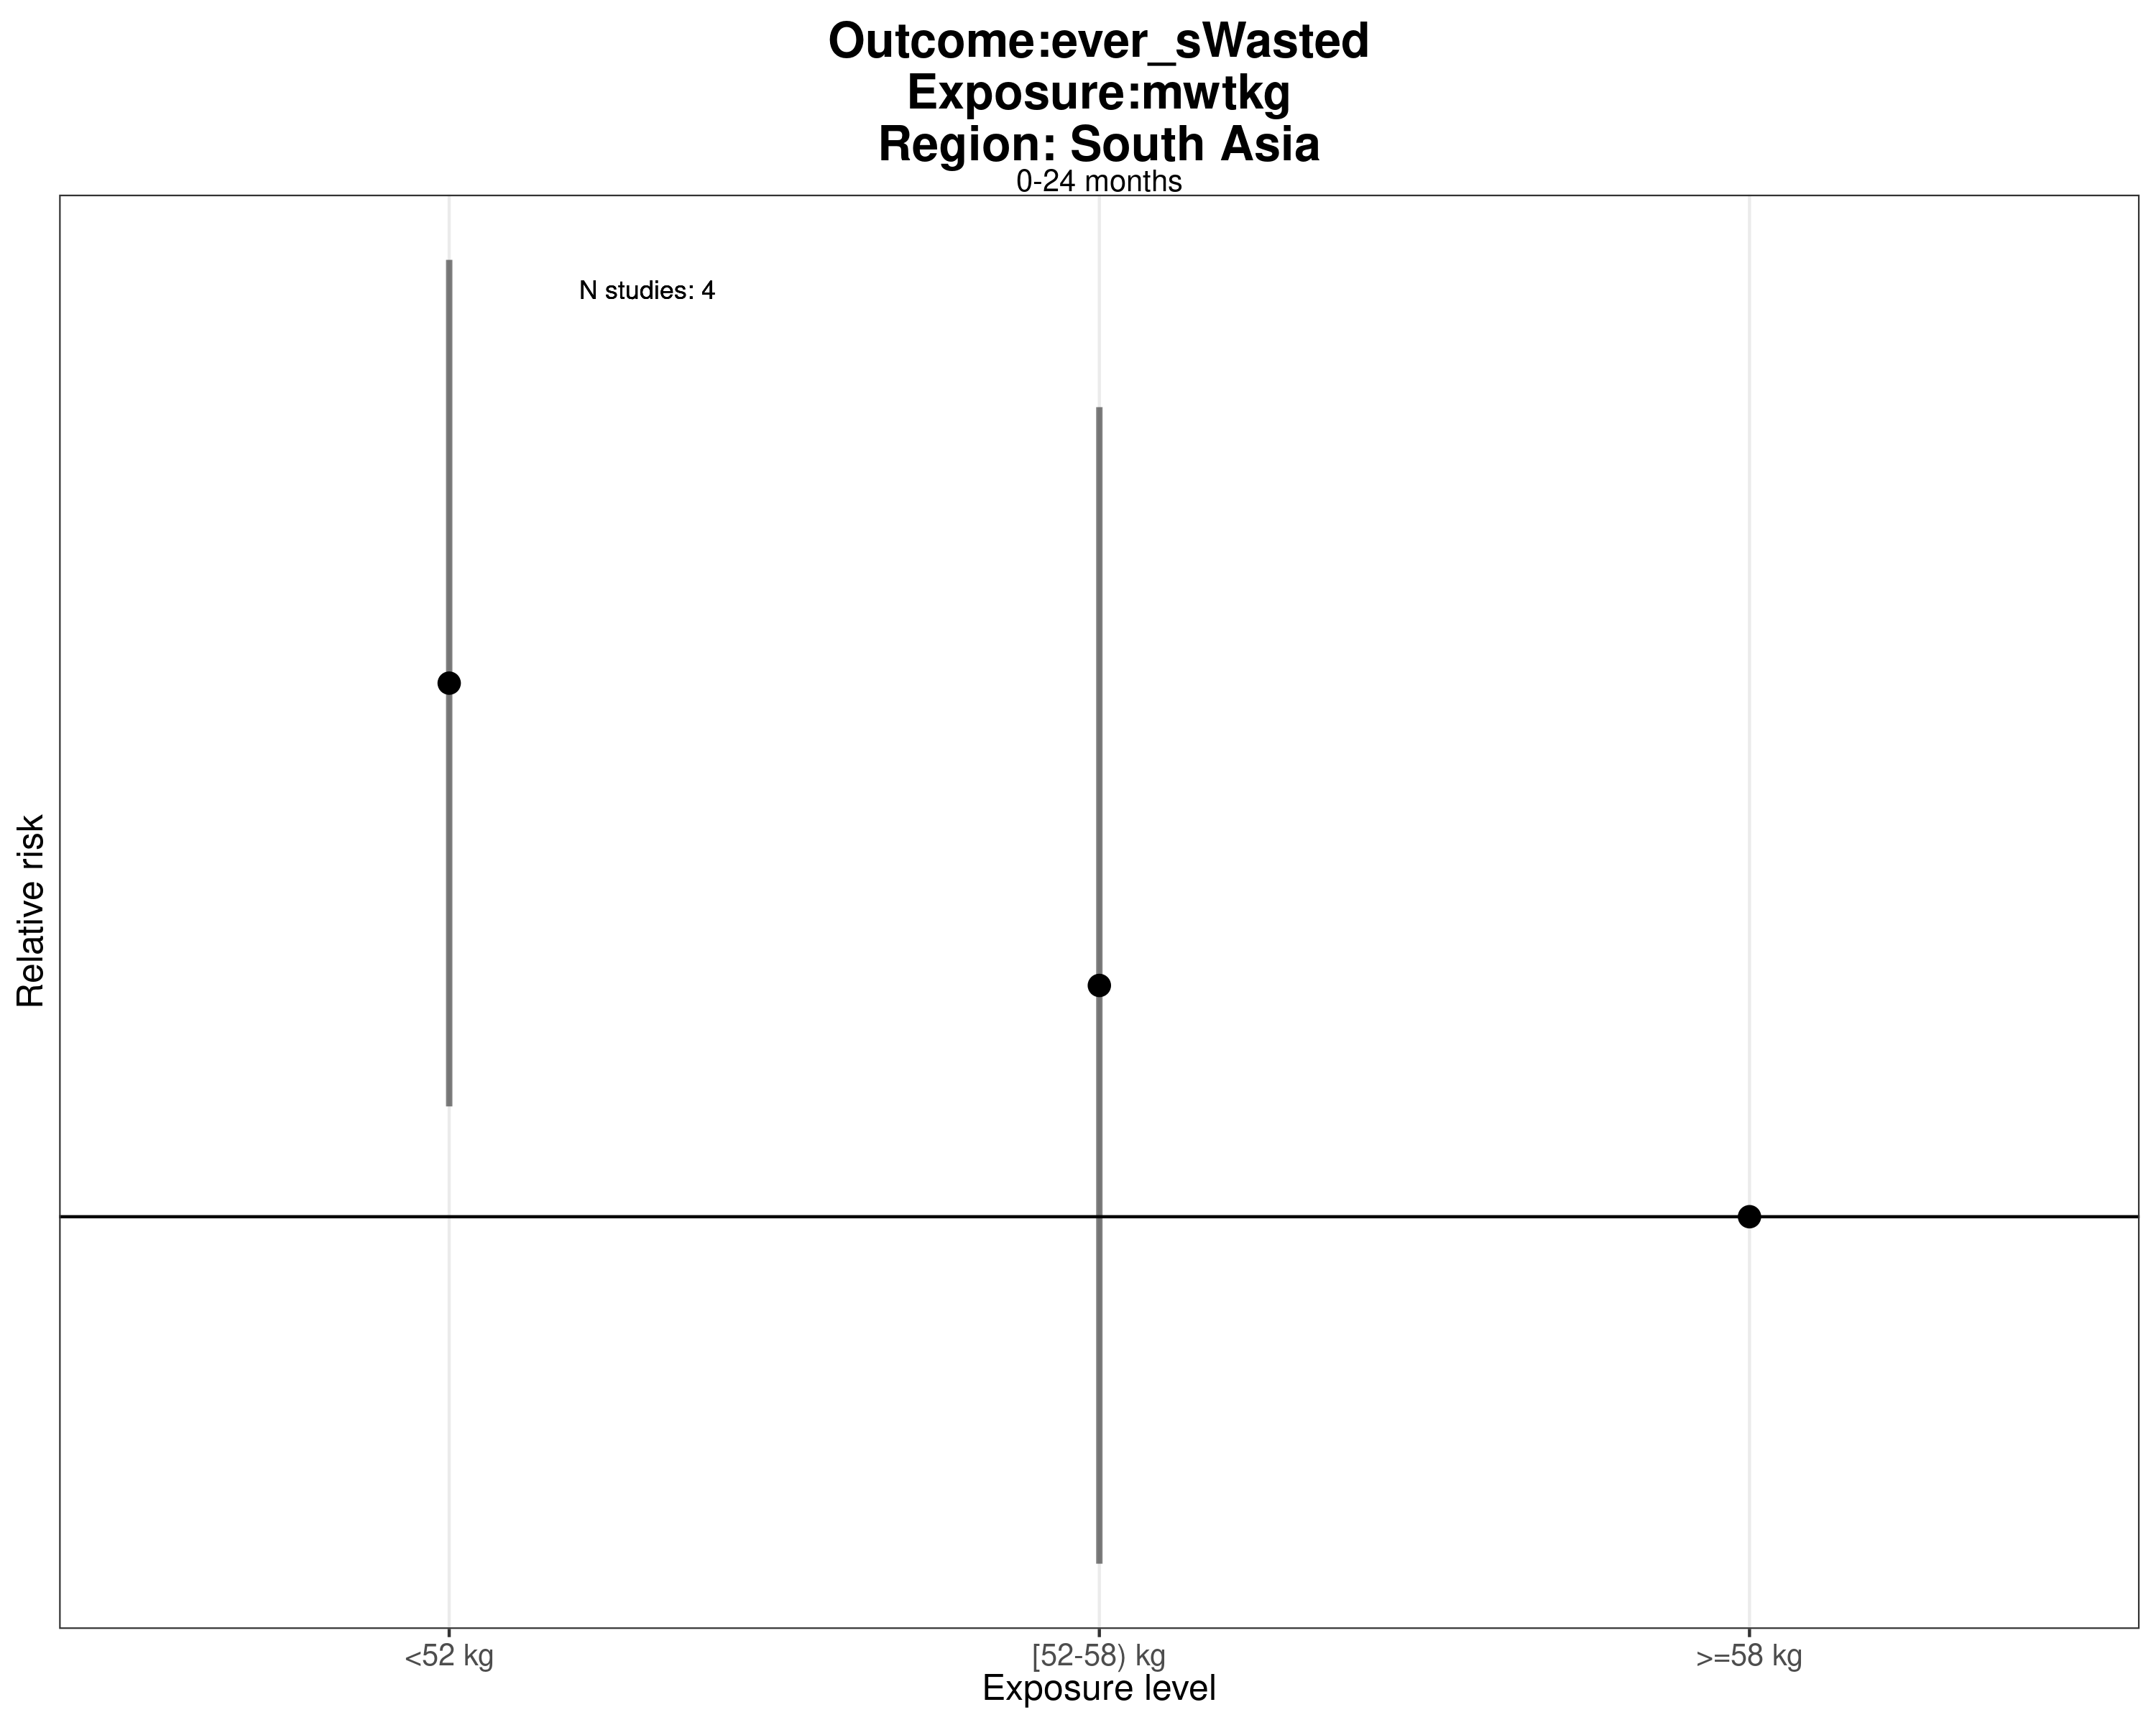 Outcome:ever_sWasted
Exposure:mwtkg
Region: South Asia
0-24 months
N studies: 4
Relative risk
<52 kg
[52-58) kg
>=58 kg
Exposure level